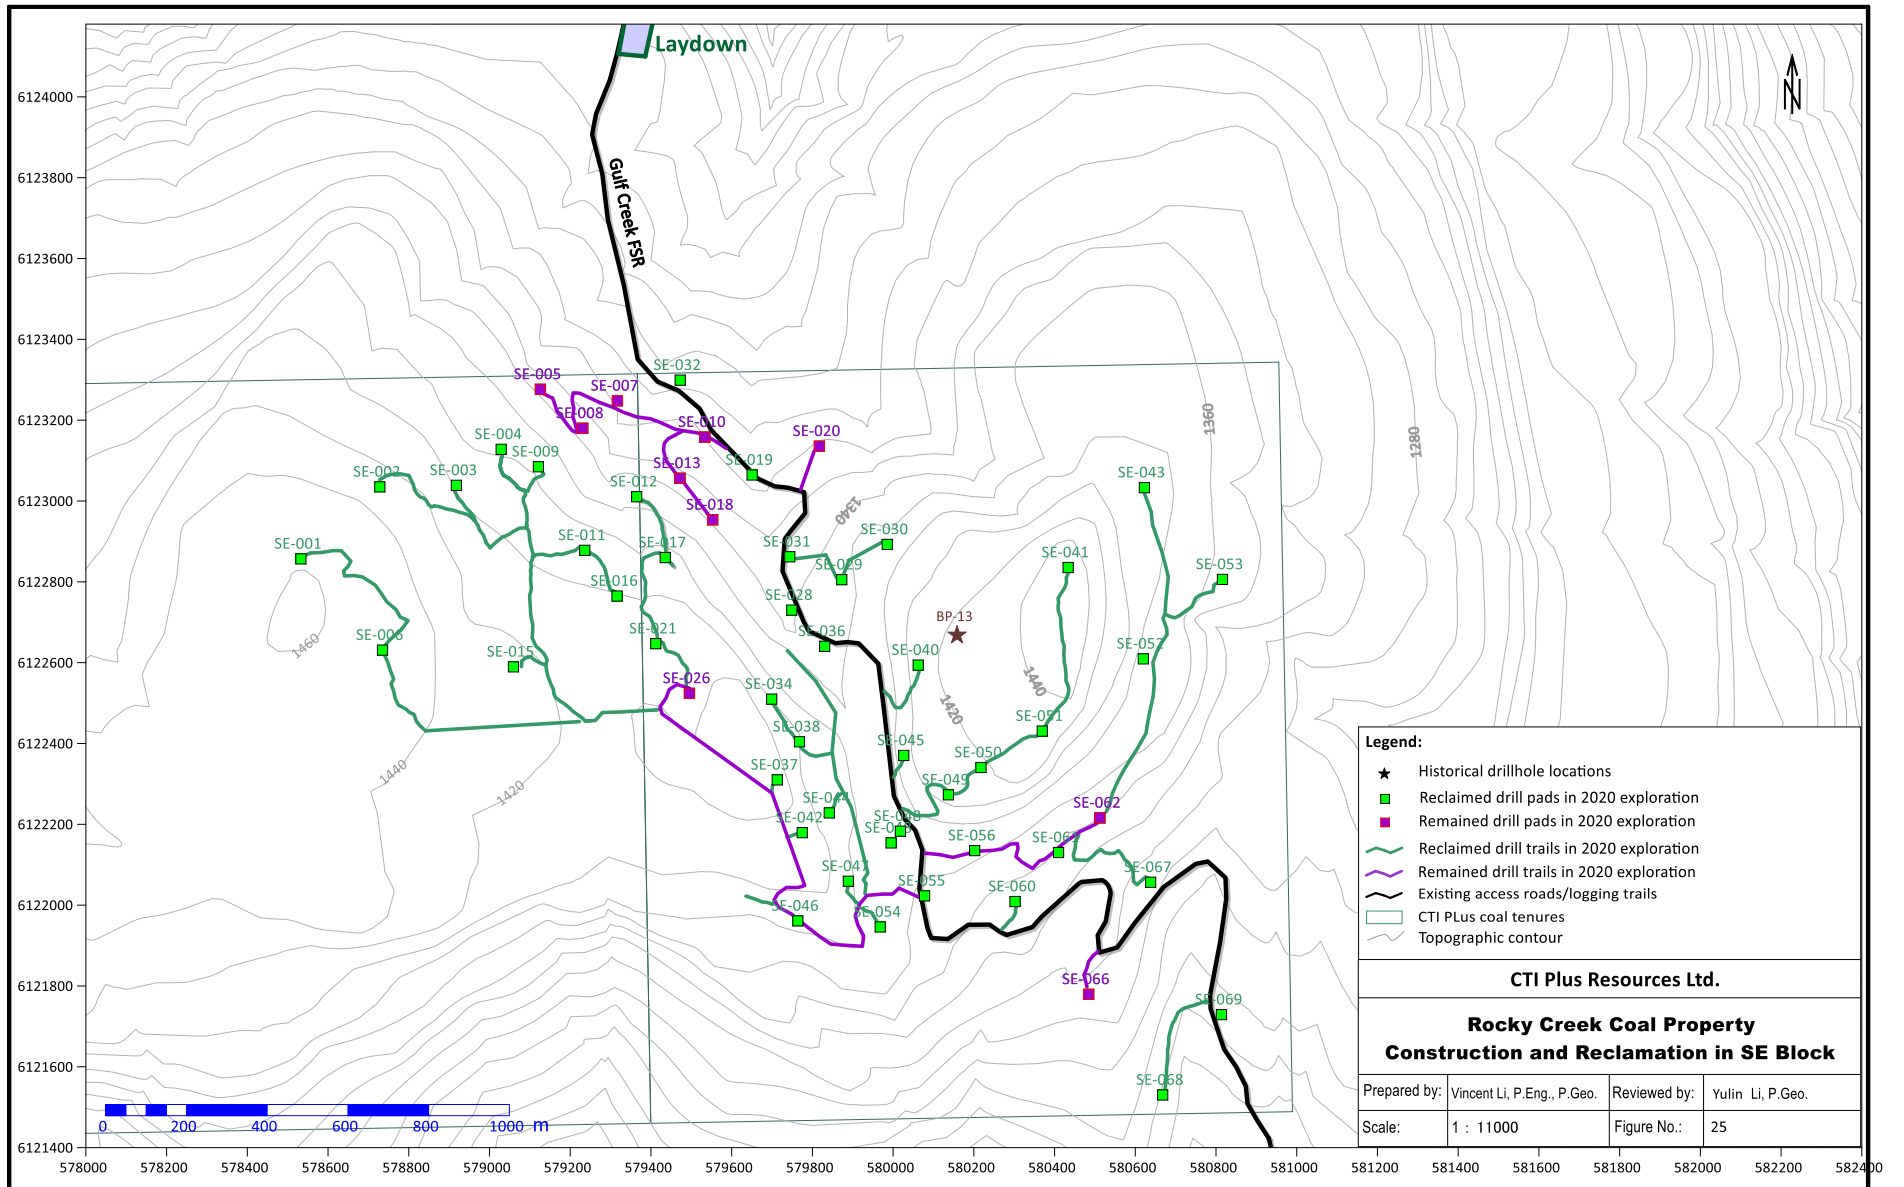 Laydown
6124000
6123800
6123600
6123400
6123200
6123000
6122800
6122600
6122400
6122200
6122000
6121800
6121600
6121400
N
Gulf Creek FSR
SE-032
SE-005
SE-007
SE-008
SE-010
SE-020
SE-004
SE-009
SE-002
SE-003
SE-013
SE-019
SE-012
SE-018
SE-043
1360
1280
1340
SE-001
SE-011
SE-017
SE-031
SE-030
SE-029
SE-041
SE-053
SE-016
SE-028
BP-13
SE-006
SE-015
SE-021
SE-036
SE-040
SE-052
1460
SE-026
SE-034
1440
1420
SE-038
SE-051
SE-045
SE-050
SE-037
SE-049
1440
1420
SE-044
SE-042
SE-048
SE-062
SE-056
SE-047
SE-055
SE-060
SE-067
SE-046
SE-054
SE-066
SE-069
SE-068
0 200 400 600 800 1000 m
578000 578200 578400 578600 578800 579000 579200 579400 579600 579800 580000 580200 580400 580600 580800 581000 581200 581400 581600 581800 582000 582200 582400
Legend:
Historical drillhole locations
Reclaimed drill pads in 2020 exploration
Remained drill pads in 2020 exploration
Reclaimed drill trails in 2020 exploration
Remained drill trails in 2020 exploration
Existing access roads/logging trails
CTI PLus coal tenures
Topographic contour
CTI Plus Resources Ltd.
Rocky Creek Coal Property
Construction and Reclamation in SE Block
Prepared by: Vincent Li, P.Eng., P.Geo. Reviewed by: Yulin Li, P.Geo.
Scale: 1 : 11000 Figure No.: 25